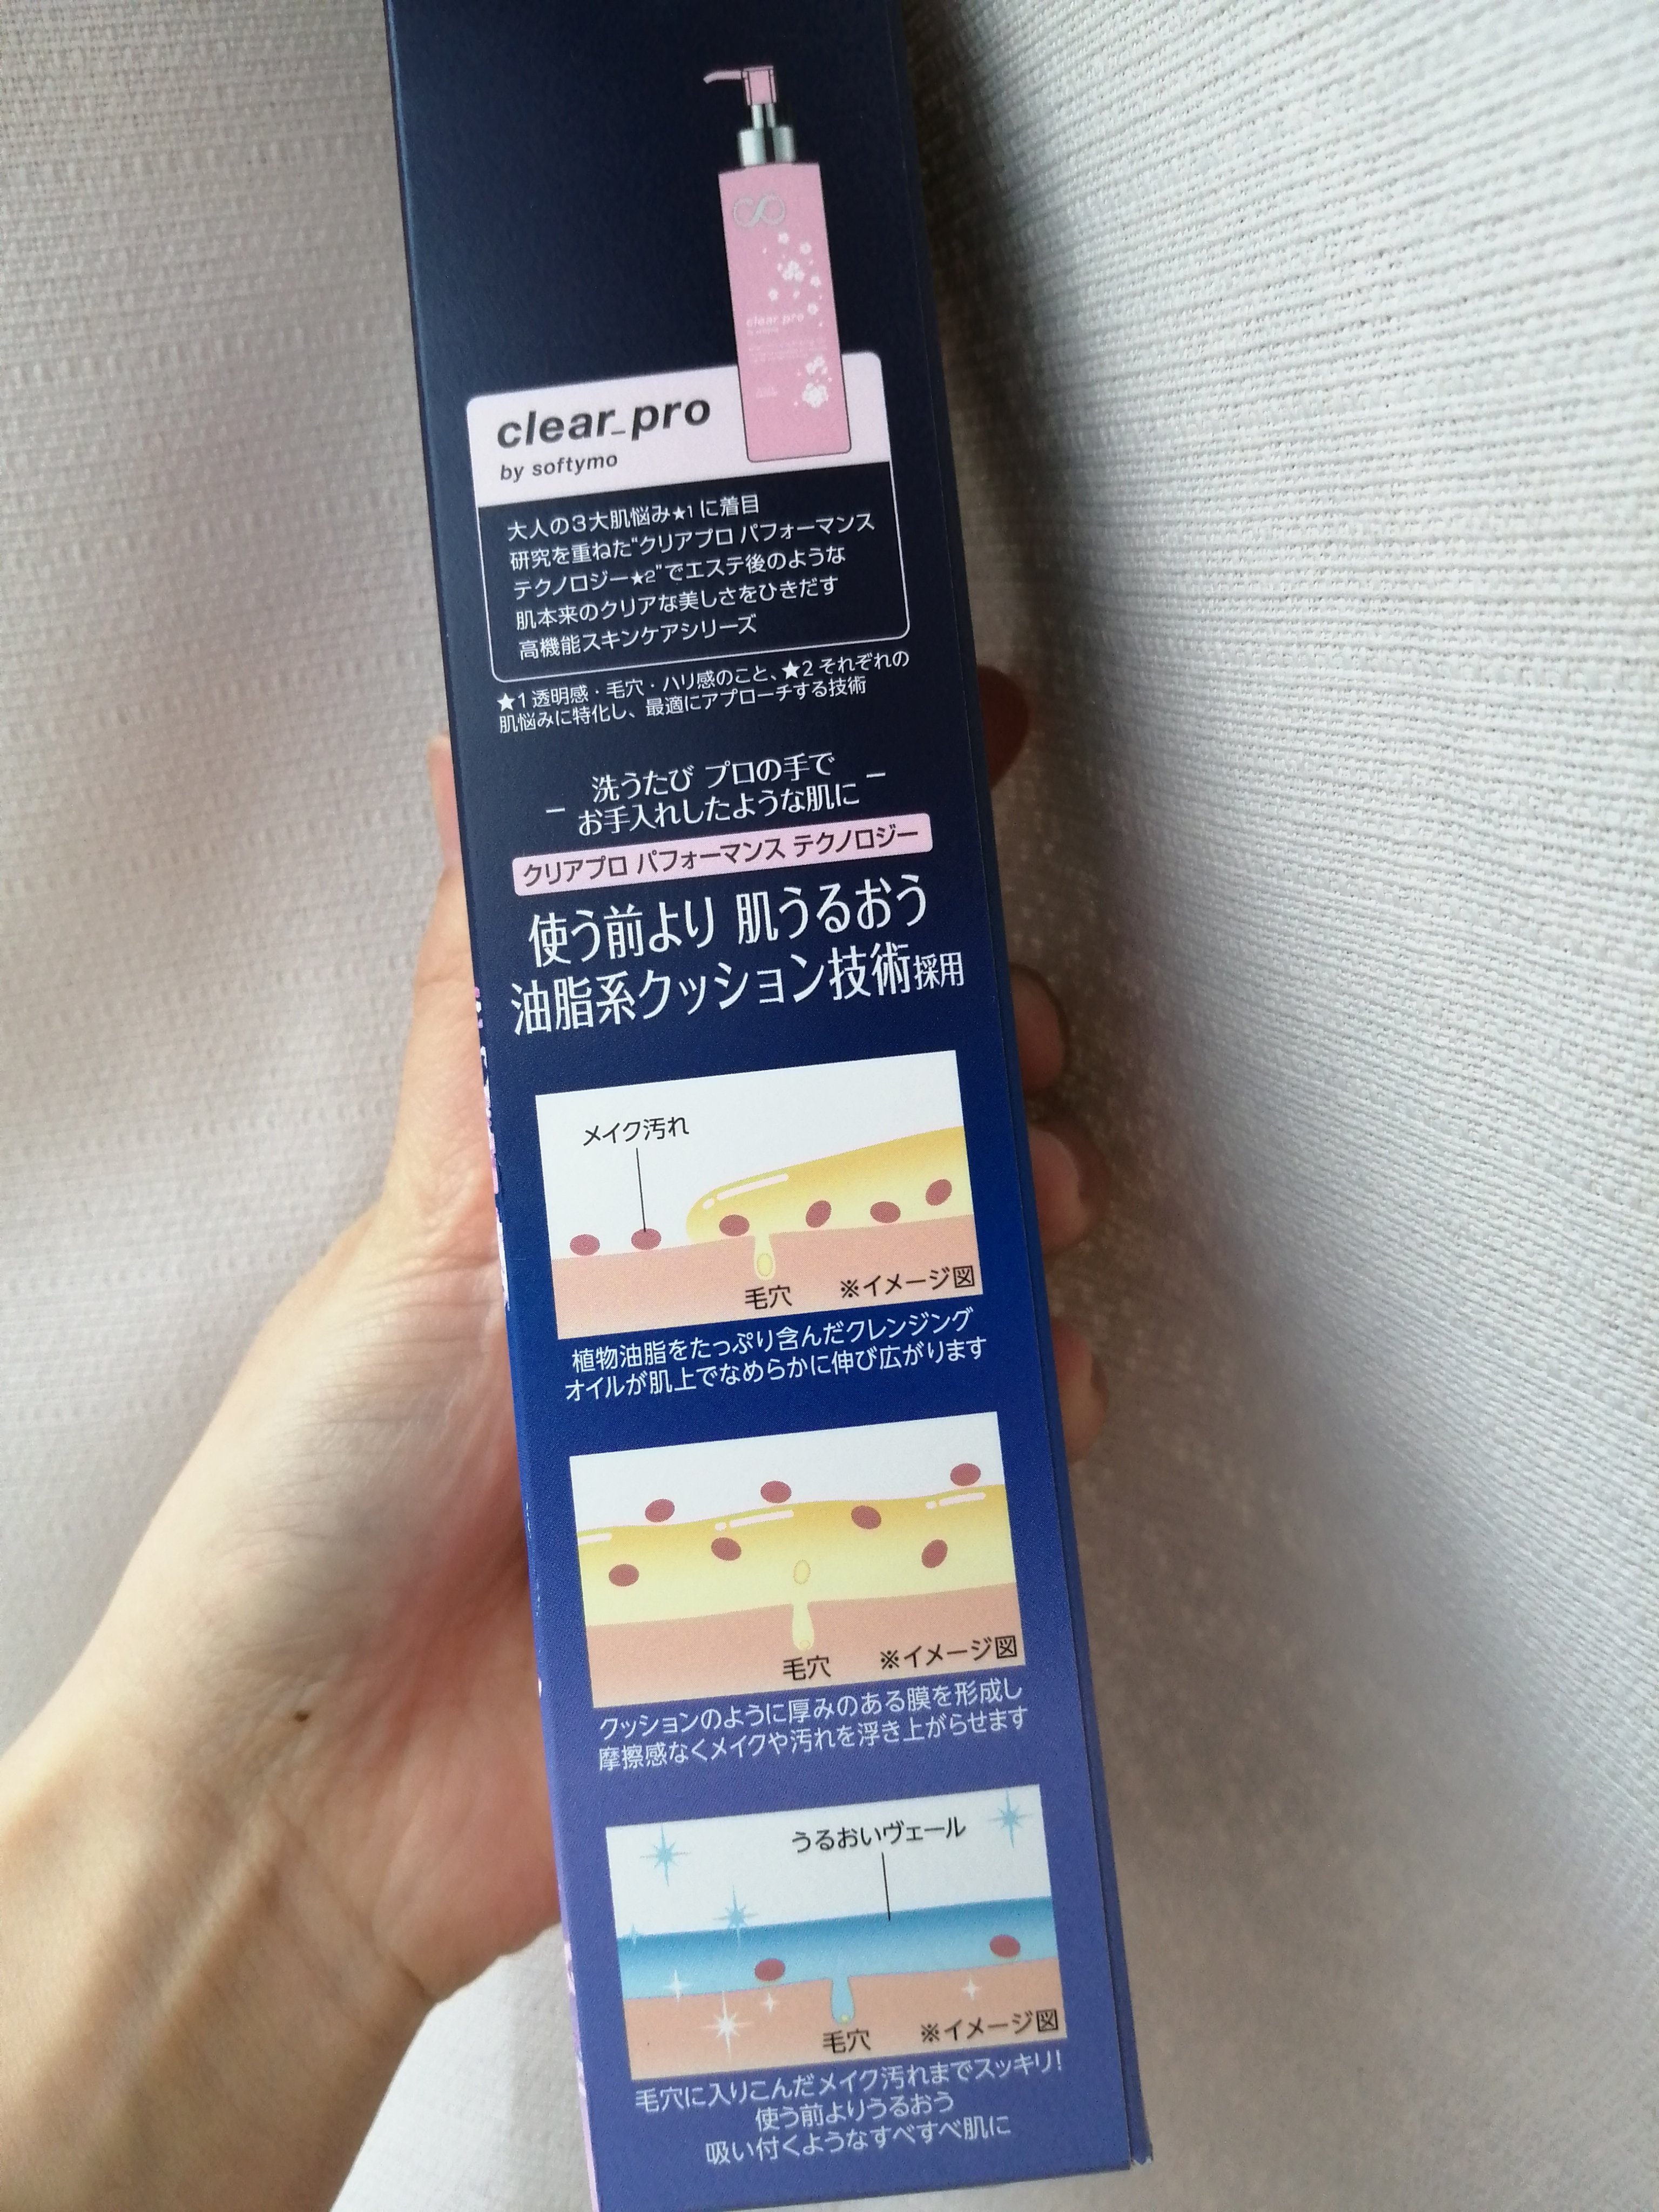 clear pro
clear_pro
by softymo
大人の3大肌悩み★1に着目
研究を重ねた"クリアプロ パフォーマンス
テクノロジー★2"でエステ後のような
肌本来のクリアな美しさをひきだす
高機能スキンケアシリーズ
★1 透明感・毛穴・ハリ感のこと、★2 それぞれの
肌悩みに特化し、最適にアプローチする技術
洗うたび プロの手で
お手入れしたような肌に
クリアプロ パフォーマンス テクノロジー
使う前より 肌うるおう
油脂系クッション技術採用
メイク汚れ
毛穴 ※イメージ図
植物油脂をたっぷり含んだクレンジング
オイルが肌上でなめらかに伸び広がります
毛穴 ※イメージ図
クッションのように厚みのある膜を形成し
摩擦感なくメイクや汚れを浮き上がらせます
うるおいヴェール
毛穴 ※イメージ図
毛穴に入りこんだメイク汚れまでスッキリ!
使う前よりうるおう
吸い付くようなすべすべ肌に